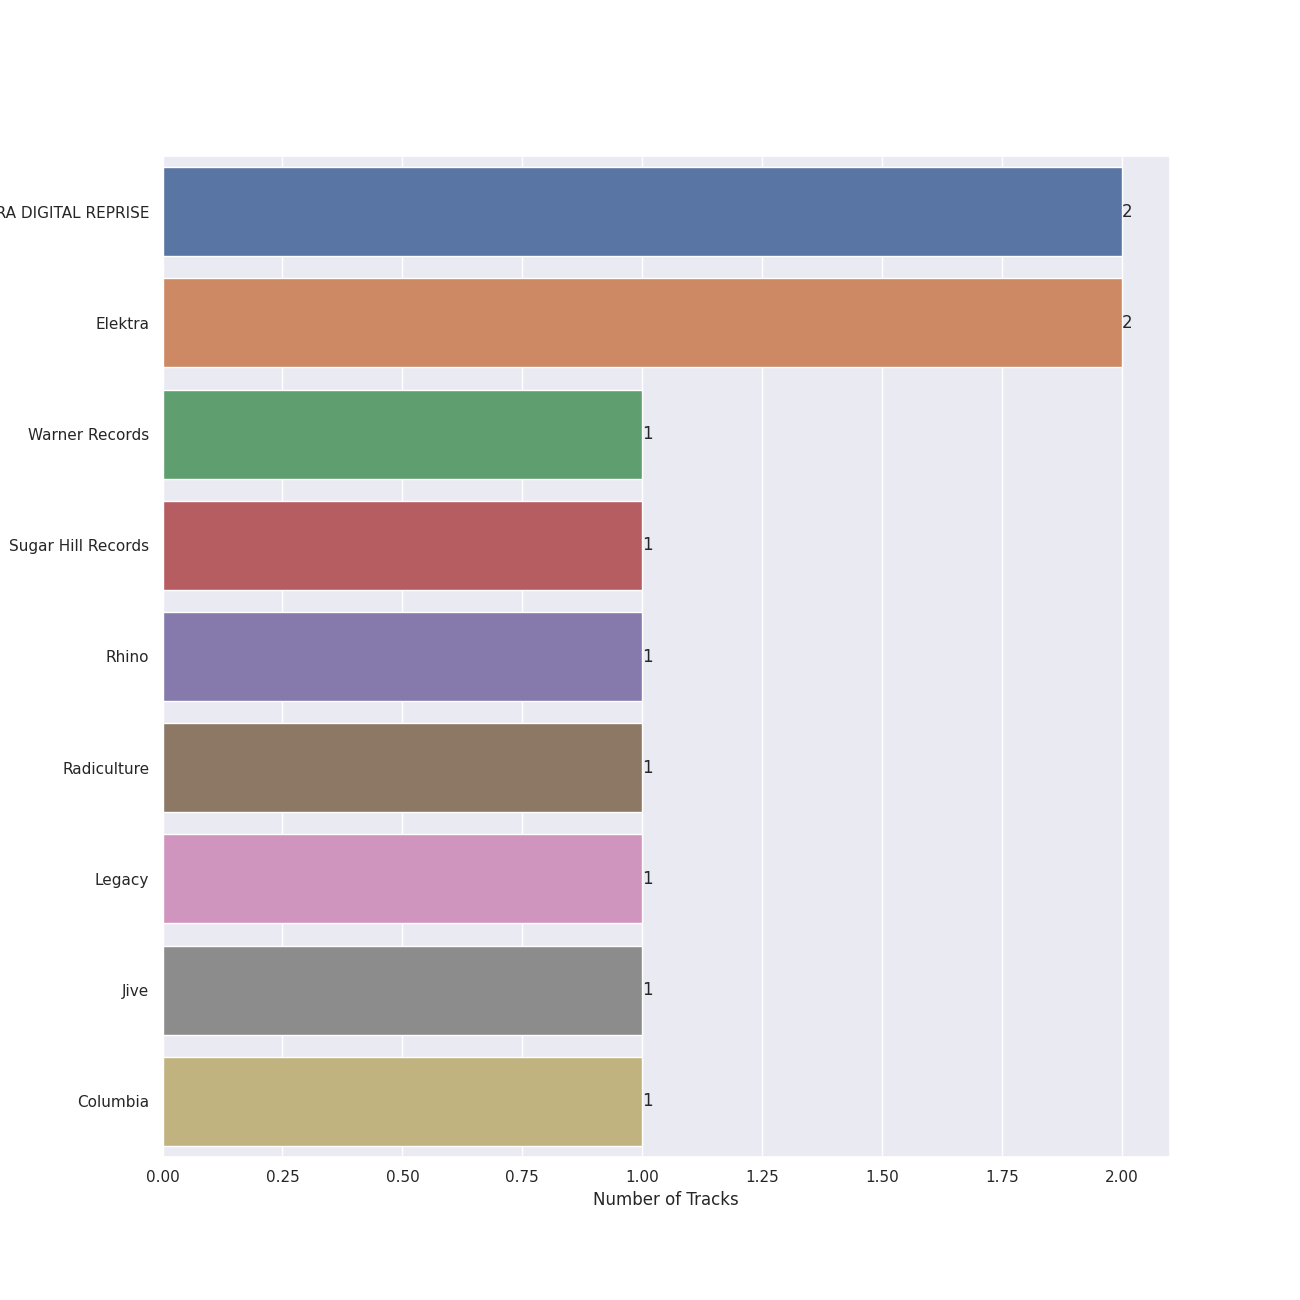 DIGITAL REPRISE 2
Elektra 2
Warner Records 1
Sugar Hill Records 1
Rhino 1
Radiculture 1
Legacy 1
Jive 1
Columbia 1
0.00 0.25 0.50 0.75 1.00 1.25 1.50 1.75 2.00
Number of Tracks